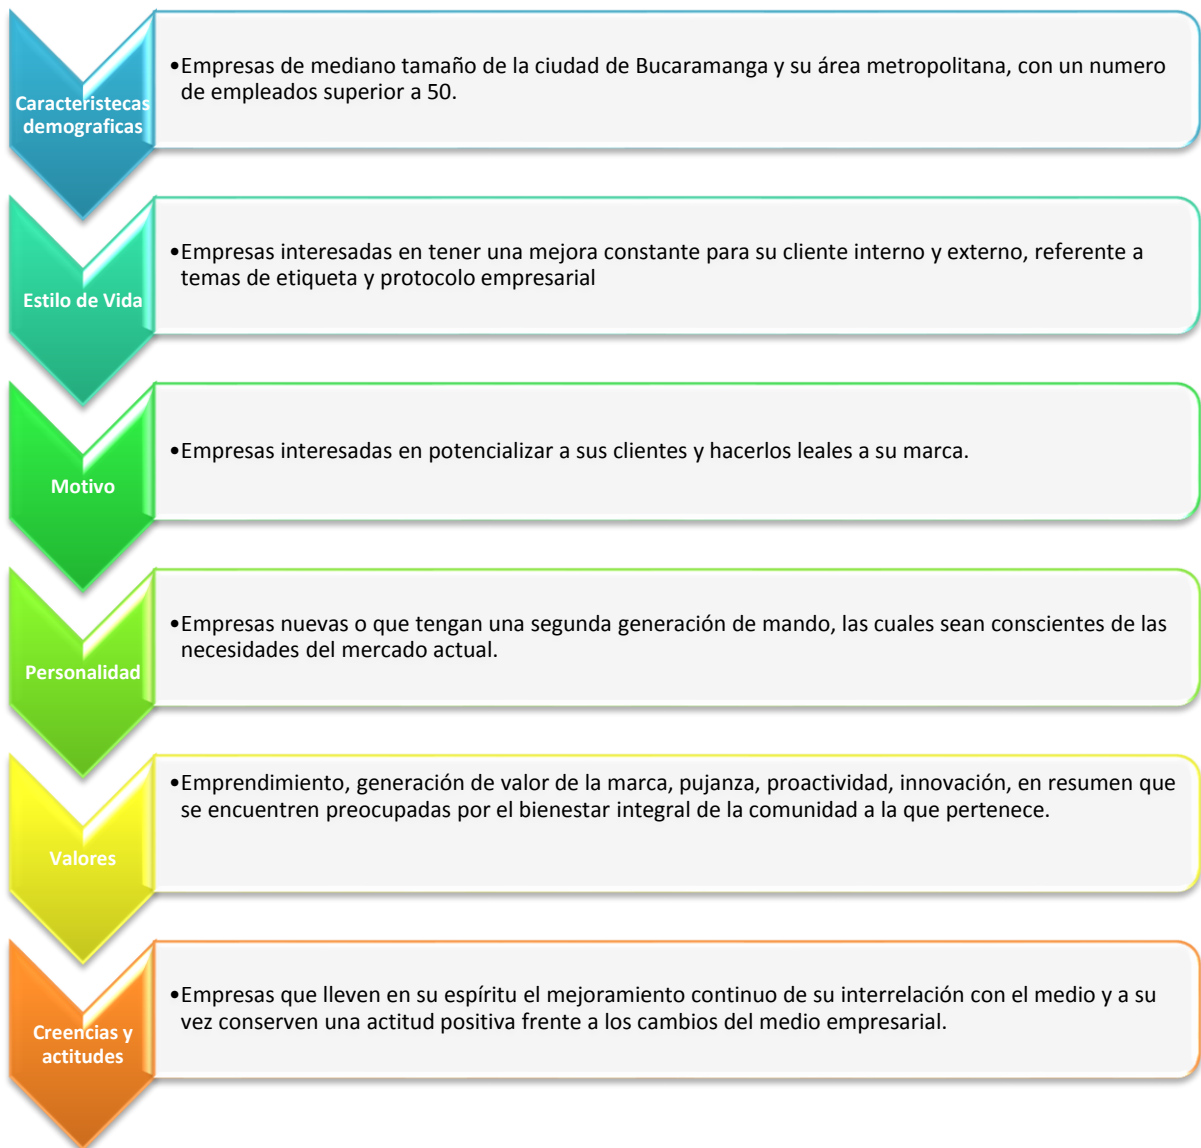 Caracteristecas
demograficas
•Empresas de mediano tamaño de la ciudad de Bucaramanga y su área metropolitana, con un numero
de empleados superior a 50.
Estilo de Vida
•Empresas interesadas en tener una mejora constante para su cliente interno y externo, referente a
temas de etiqueta y protocolo empresarial
Motivo
•Empresas interesadas en potencializar a sus clientes y hacerlos leales a su marca.
Personalidad
•Empresas nuevas o que tengan una segunda generación de mando, las cuales sean conscientes de las
necesidades del mercado actual.
Valores
•Emprendimiento, generación de valor de la marca, pujanza, proactividad, innovación, en resumen que
se encuentren preocupadas por el bienestar integral de la comunidad a la que pertenece.
Creencias y
actitudes
•Empresas que lleven en su espíritu el mejoramiento continuo de su interrelación con el medio y a su
vez conserven una actitud positiva frente a los cambios del medio empresarial.